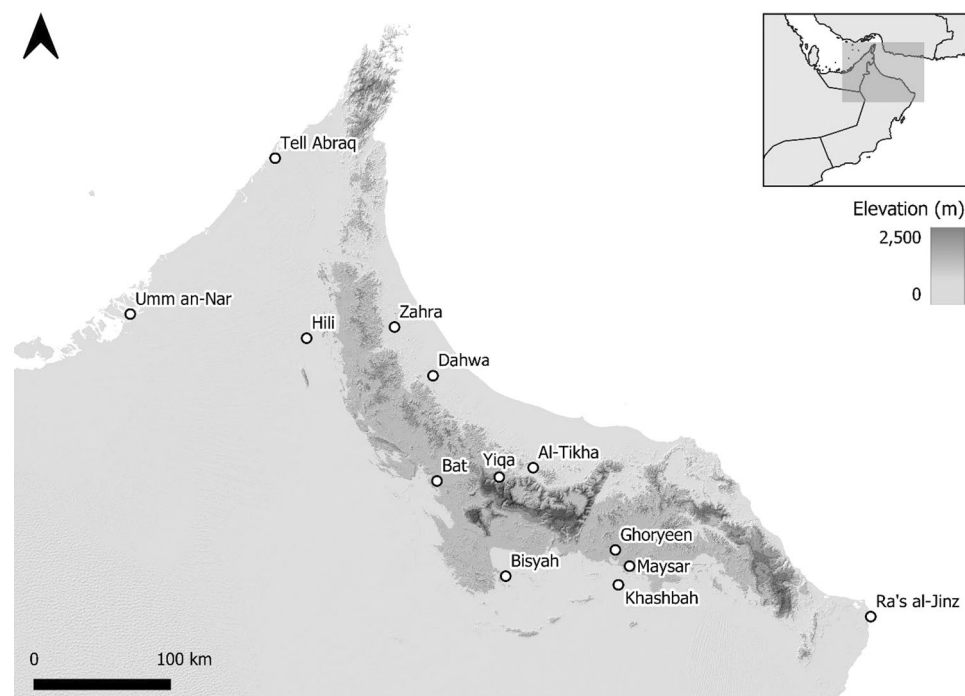 Tell Abraq
Elevation (m)
2,500
0
Umm an-Nar
Zahra
Hili
Dahwa
Al-Tikha
Yiqa
Bat
Ghoryeen
Maysar
Bisyah
Khashbah
Ra's al-Jinz
0 100 km